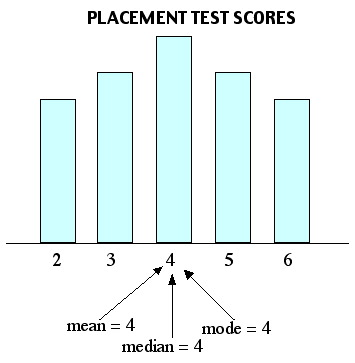 PLACEMENT TEST SCORES
2 3 4 5 6
mean = 4
mode = 4
median = 4